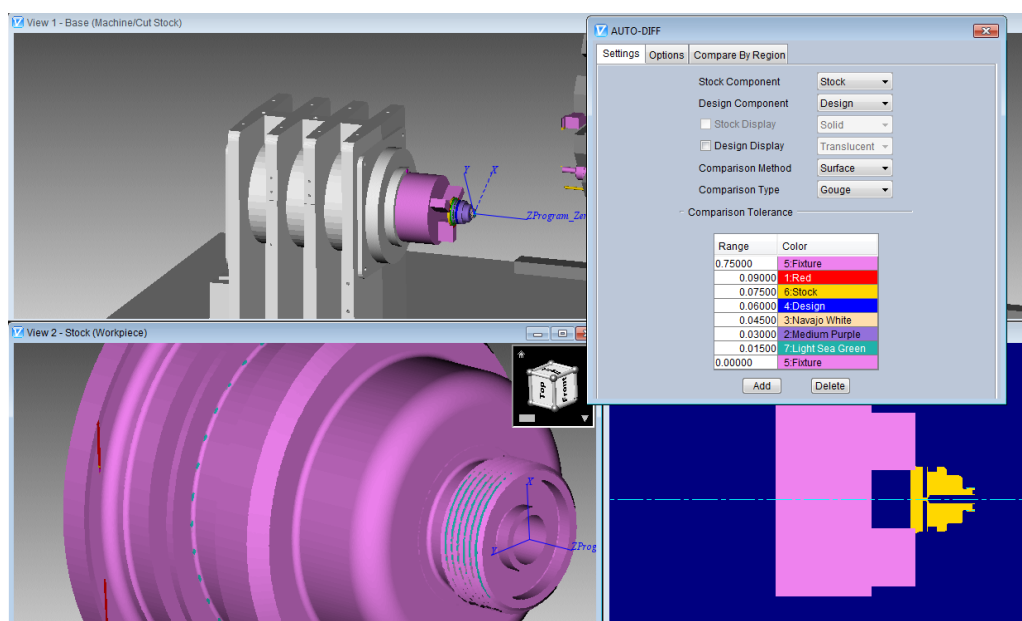 View 1 - Base (Machine/Cut Stock)
X
Y
ZProgram_Zer
AUTO-DIFF
Settings Options Compare By Region
Stock Component Stock
Design Component Design
Stock Display Solid
Design Display Translucent
Comparison Method Surface
Comparison Type Gouge
Comparison Tolerance
Range Color
0.75000 5:Fixture
0.09000 1:Red
0.07500 6:Stock
0.06000 4:Design
0.04500 3:Navajo White
0.03000 2:Medium Purple
0.01500 7:Light Sea Green
0.00000 5:Fixture
Add Delete
View 2 - Stock (Workpiece)
Top Front
X
Y
ZProg